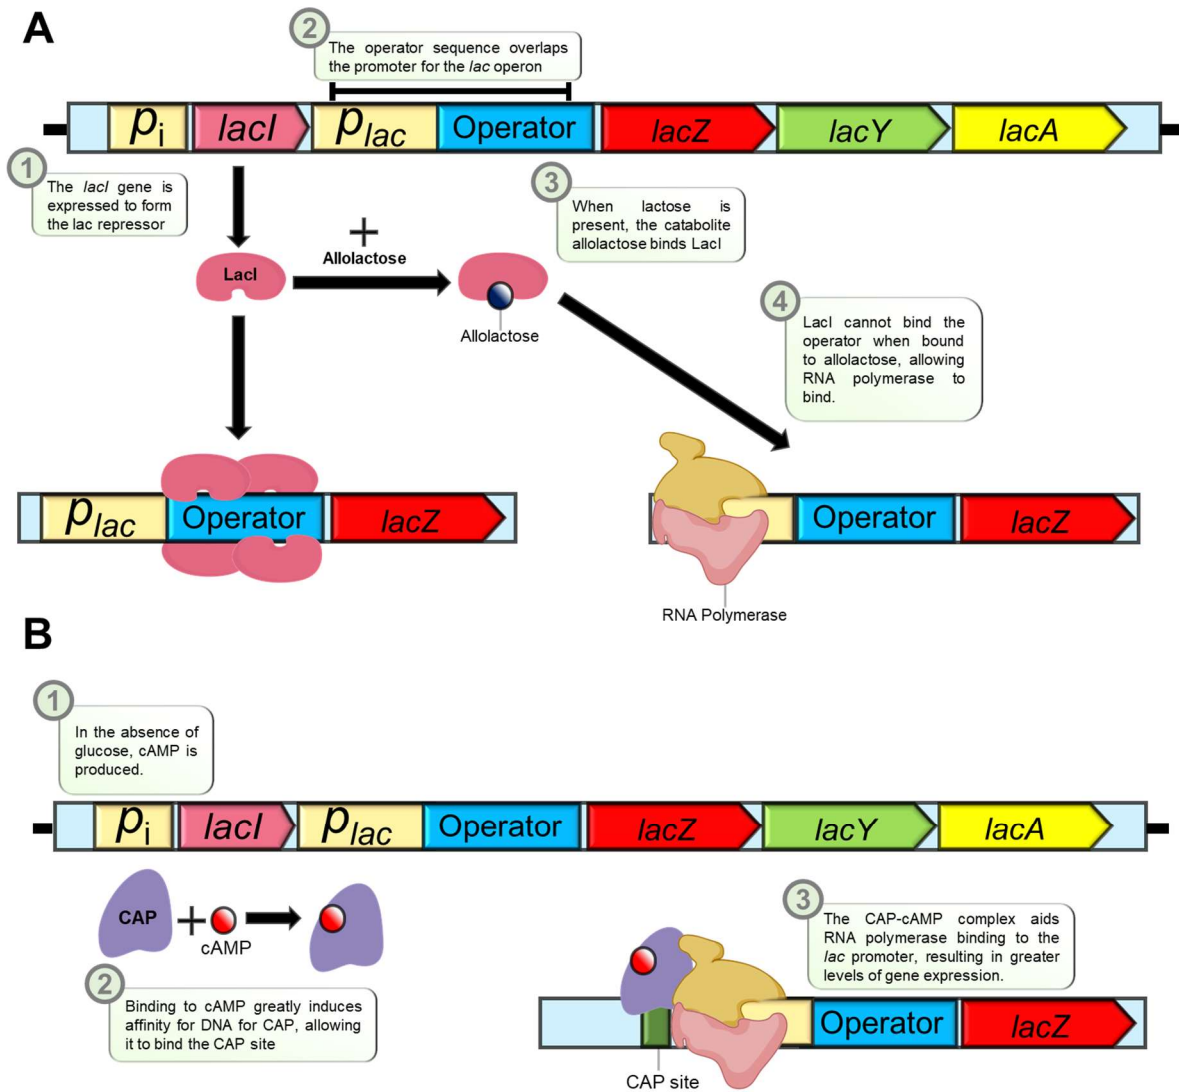 A
2
The operator sequence overlaps
the promoter for the lac operon
pi
lacI
plac
Operator
lacZ
lacY
lacA
1
The lacI gene is
expressed to form
the lac repressor
3
When lactose is
present, the catabolite
allolactose binds LacI
+
Allolactose
LacI
Allolactose
4
LacI cannot bind the
operator when bound
to allolactose, allowing
RNA polymerase to
bind.
plac
Operator
lacZ
Operator
lacZ
RNA Polymerase
B
1
In the absence of
glucose, cAMP is
produced.
pi
lacI
plac
Operator
lacZ
lacY
lacA
CAP
+
cAMP
2
Binding to cAMP greatly induces
affinity for DNA for CAP, allowing
it to bind the CAP site
3
The CAP-cAMP complex aids
RNA polymerase binding to the
lac promoter, resulting in greater
levels of gene expression.
Operator
lacZ
CAP site